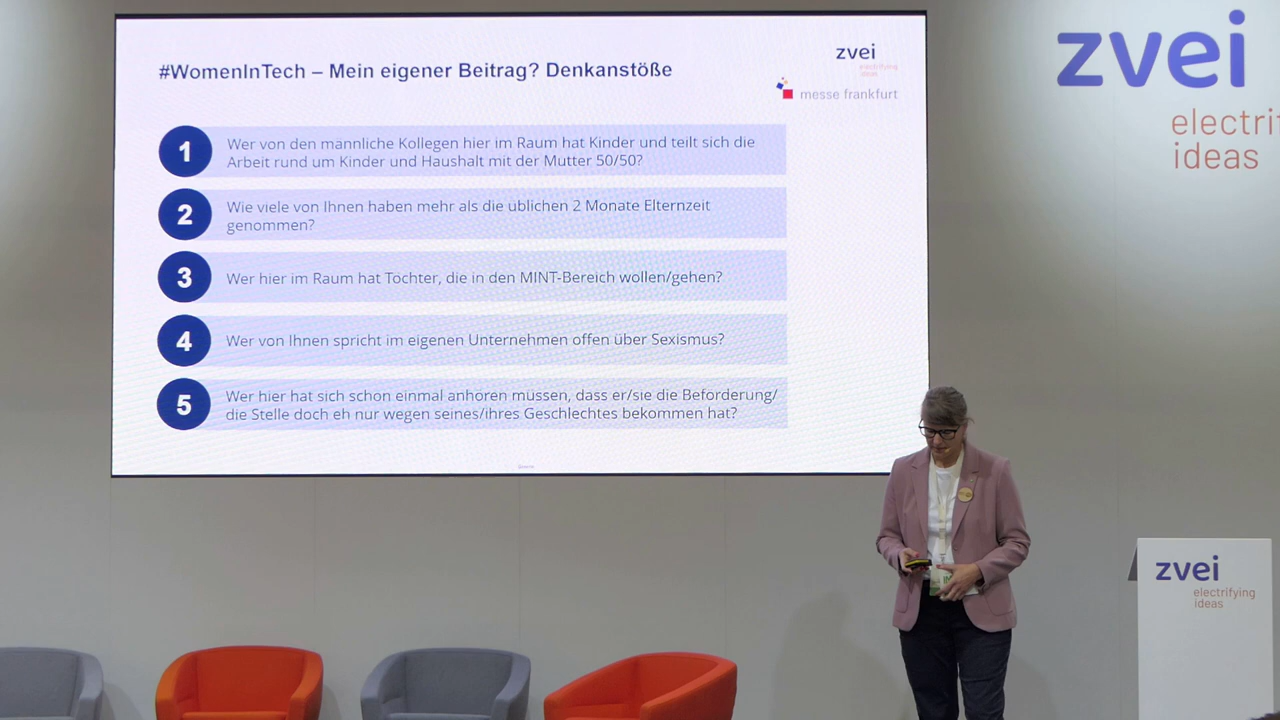 #WomenInTech – Mein eigener Beitrag? Denkanstöße
zvei
electrifying
ideas
messe frankfurt
1
Wer von den männliche Kollegen hier im Raum hat Kinder und teilt sich die
Arbeit rund um Kinder und Haushalt mit der Mutter 50/50?
2
Wie viele von Ihnen haben mehr als die üblichen 2 Monate Elternzeit
genommen?
3
Wer hier im Raum hat Töchter, die in den MINT-Bereich wollen/gehen?
4
Wer von Ihnen spricht im eigenen Unternehmen offen über Sexismus?
5
Wer hier hat sich schon einmal anhören müssen, dass er/sie die Beförderung/
die Stelle doch eh nur wegen seines/ihres Geschlechtes bekommen hat?
zvei
electri
ideas
zvei
electrifying
ideas